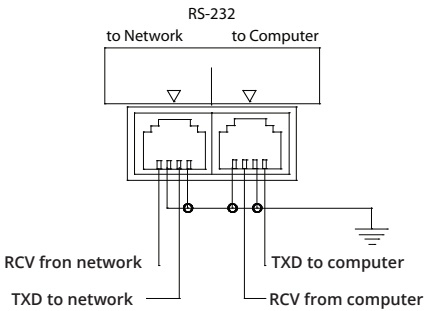 RS-232
to Network to Computer
RCV fron network TXD to computer
TXD to network RCV from computer